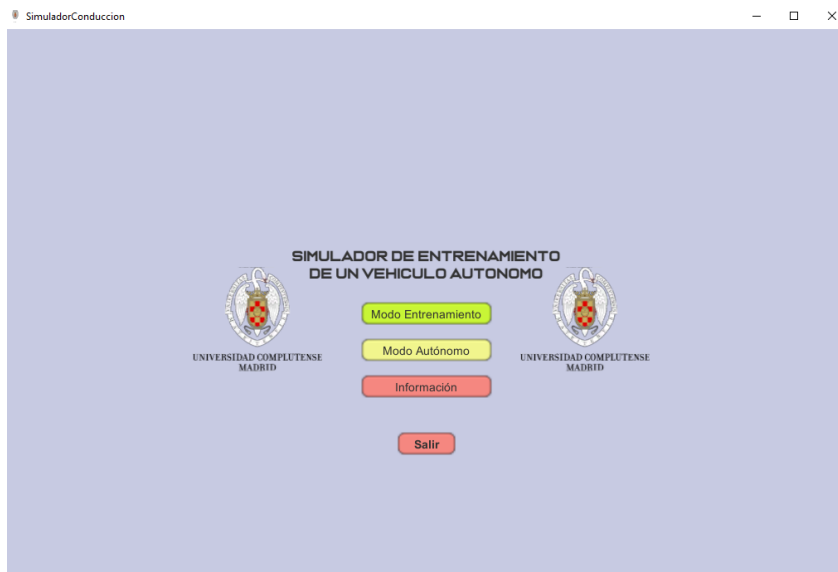 SimuladorConduccion
SIMULADOR DE ENTRENAMIENTO
DE UN VEHICULO AUTONOMO
UNIVERSIDAD COMPLUTENSE
MADRID
Modo Entrenamiento
Modo Autónomo
Información
Salir
UNIVERSIDAD COMPLUTENSE
MADRID